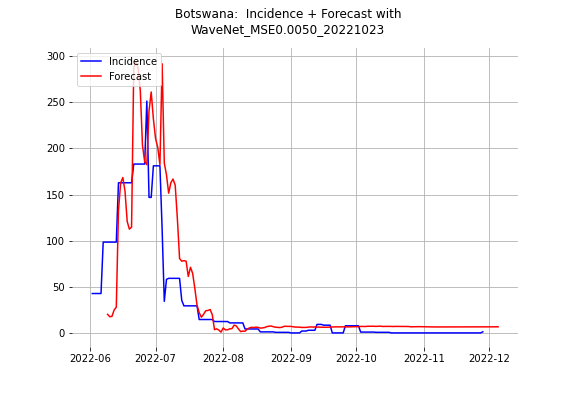 Botswana:  Incidence + Forecast with
WaveNet_MSE0.0050_20221023
Incidence
Forecast
300
250
200
150
100
50
0
2022-06 2022-07 2022-08 2022-09 2022-10 2022-11 2022-12